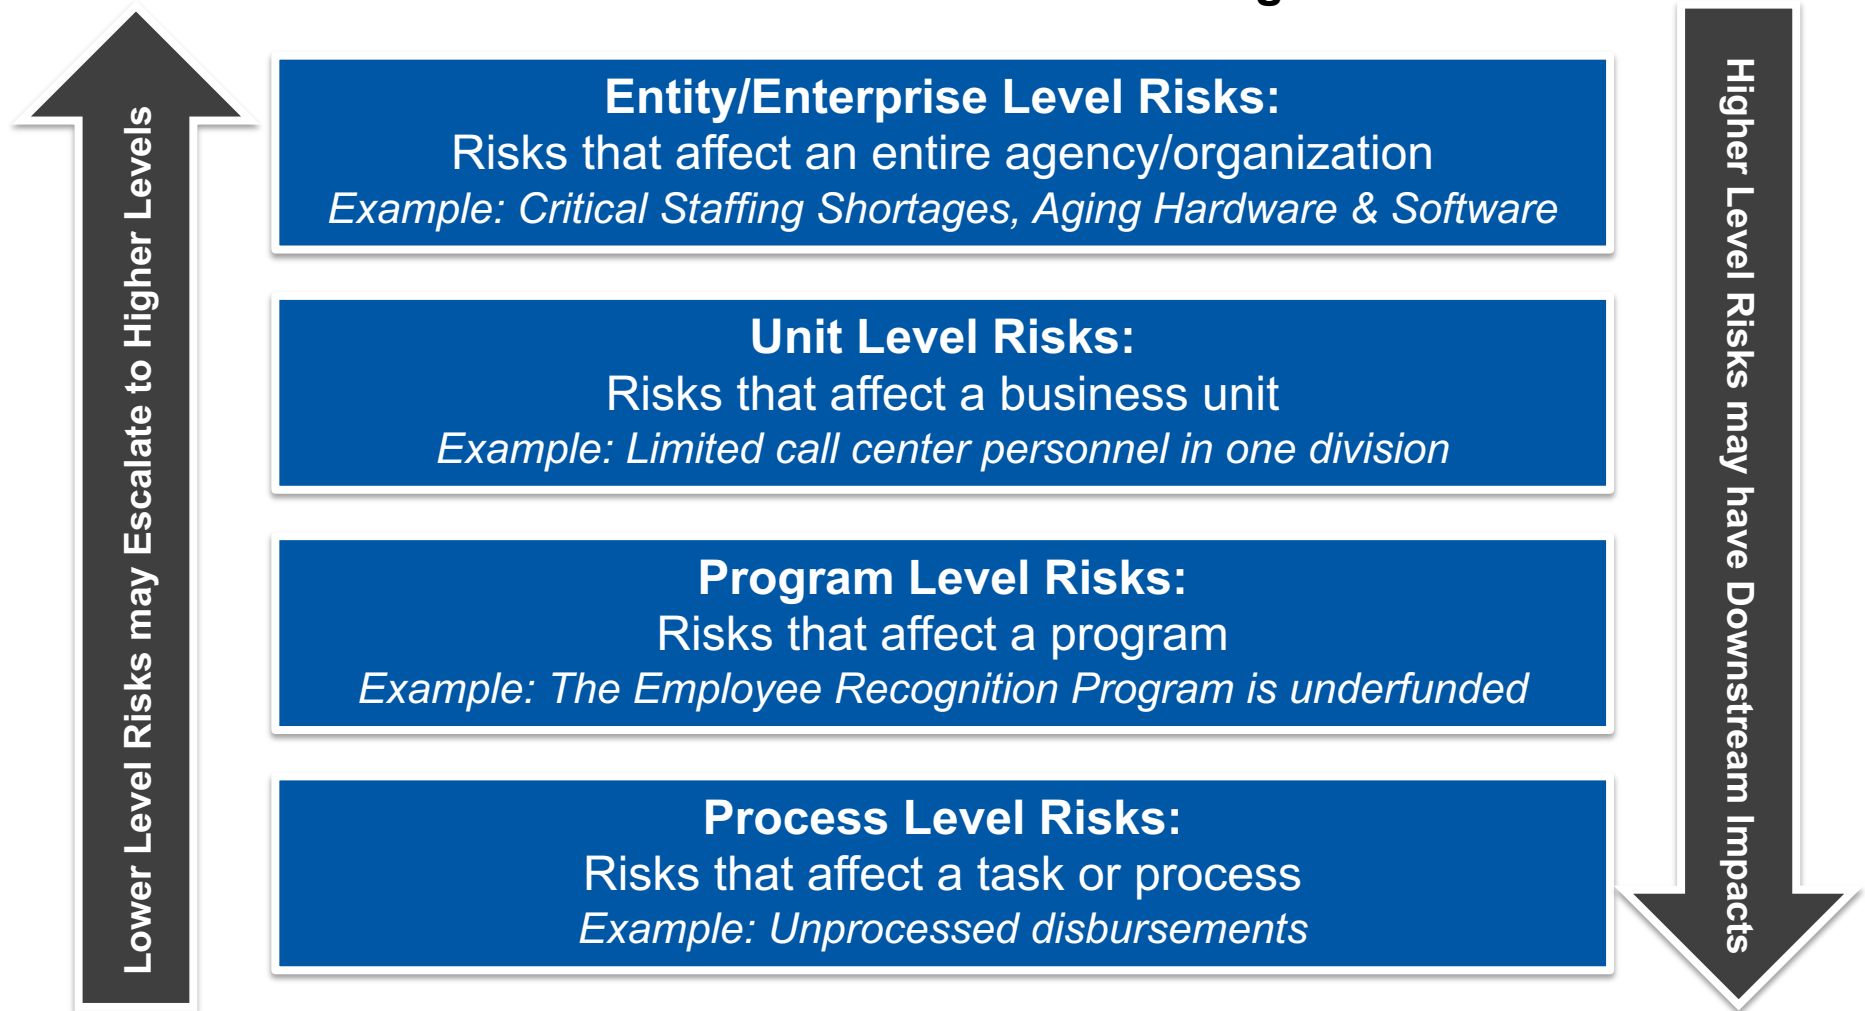 Entity/Enterprise Level Risks:
Risks that affect an entire agency/organization
Example: Critical Staffing Shortages, Aging Hardware & Software
Unit Level Risks:
Risks that affect a business unit
Example: Limited call center personnel in one division
Program Level Risks:
Risks that affect a program
Example: The Employee Recognition Program is underfunded
Process Level Risks:
Risks that affect a task or process
Example: Unprocessed disbursements
Lower Level Risks may Escalate to Higher Levels
Higher Level Risks may have Downstream Impacts